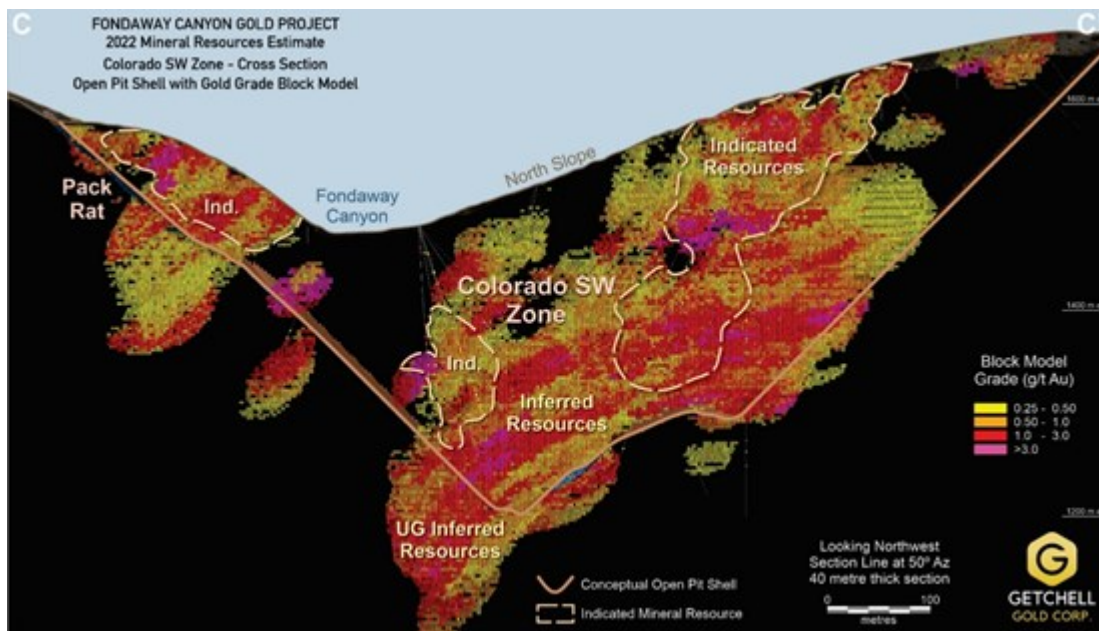 C
C
FONDAWAY CANYON GOLD PROJECT
2022 Mineral Resources Estimate
Colorado SW Zone - Cross Section
Open Pit Shell with Gold Grade Block Model
1600 m
Indicated
Resources
North Slope
Pack
Rat
Ind.
Fondaway
Canyon
Colorado SW
Zone
1400 m
Ind.
Block Model
Grade (g/t Au)
0.25 - 0.50
0.50 - 1.0
1.0 - 3.0
>3.0
Inferred
Resources
1200 m
UG Inferred
Resources
Looking Northwest
Section Line at 50° Az
40 metre thick section
0 100
metres
Conceptual Open Pit Shell
Indicated Mineral Resource
G
GETCHELL
GOLD CORP.